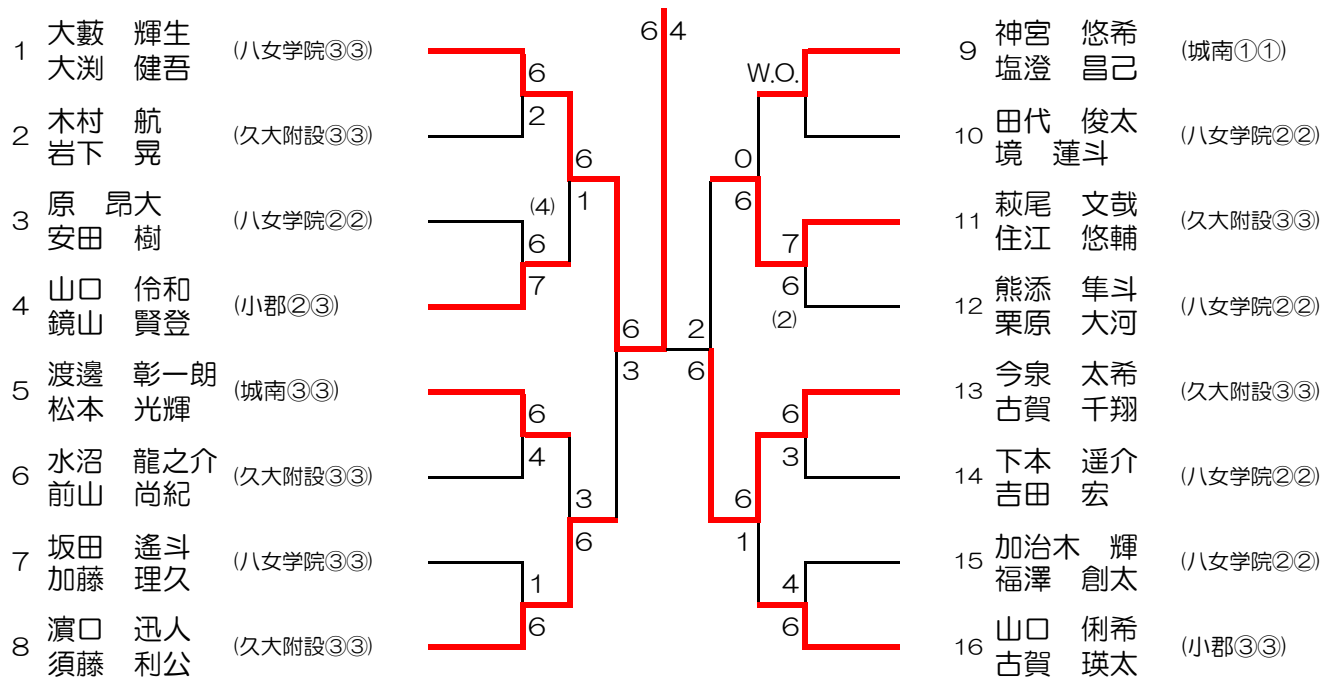 1 大藪 輝生 (八女学院③③)
大渕 健吾
2 木村 航 (久大附設③③)
岩下 晃
3 原 昂大 (八女学院②②)
安田 樹
4 山口 伶和 (小郡②③)
鏡山 賢登
5 渡邊 彰一朗 (城南③③)
松本 光輝
6 水沼 龍之介 (久大附設③③)
前山 尚紀
7 坂田 遙斗 (八女学院③③)
加藤 理久
8 濵口 迅人 (久大附設③③)
須藤 利公
6
2
(4)
6
7
6
4
1
6
6
1
3
6
6
3
6 4
2
6
0
6
6
1
W.O.
7
6
(2)
6
3
4
6
9 神宮 悠希 (城南①①)
塩澄 昌己
10 田代 俊太 (八女学院②②)
境 蓮斗
11 萩尾 文哉 (久大附設③③)
住江 悠輔
12 熊添 隼斗 (八女学院②②)
栗原 大河
13 今泉 太希 (久大附設③③)
古賀 千翔
14 下本 遥介 (八女学院②②)
吉田 宏
15 加治木 輝 (八女学院②②)
福澤 創太
16 山口 俐希 (小郡③③)
古賀 瑛太